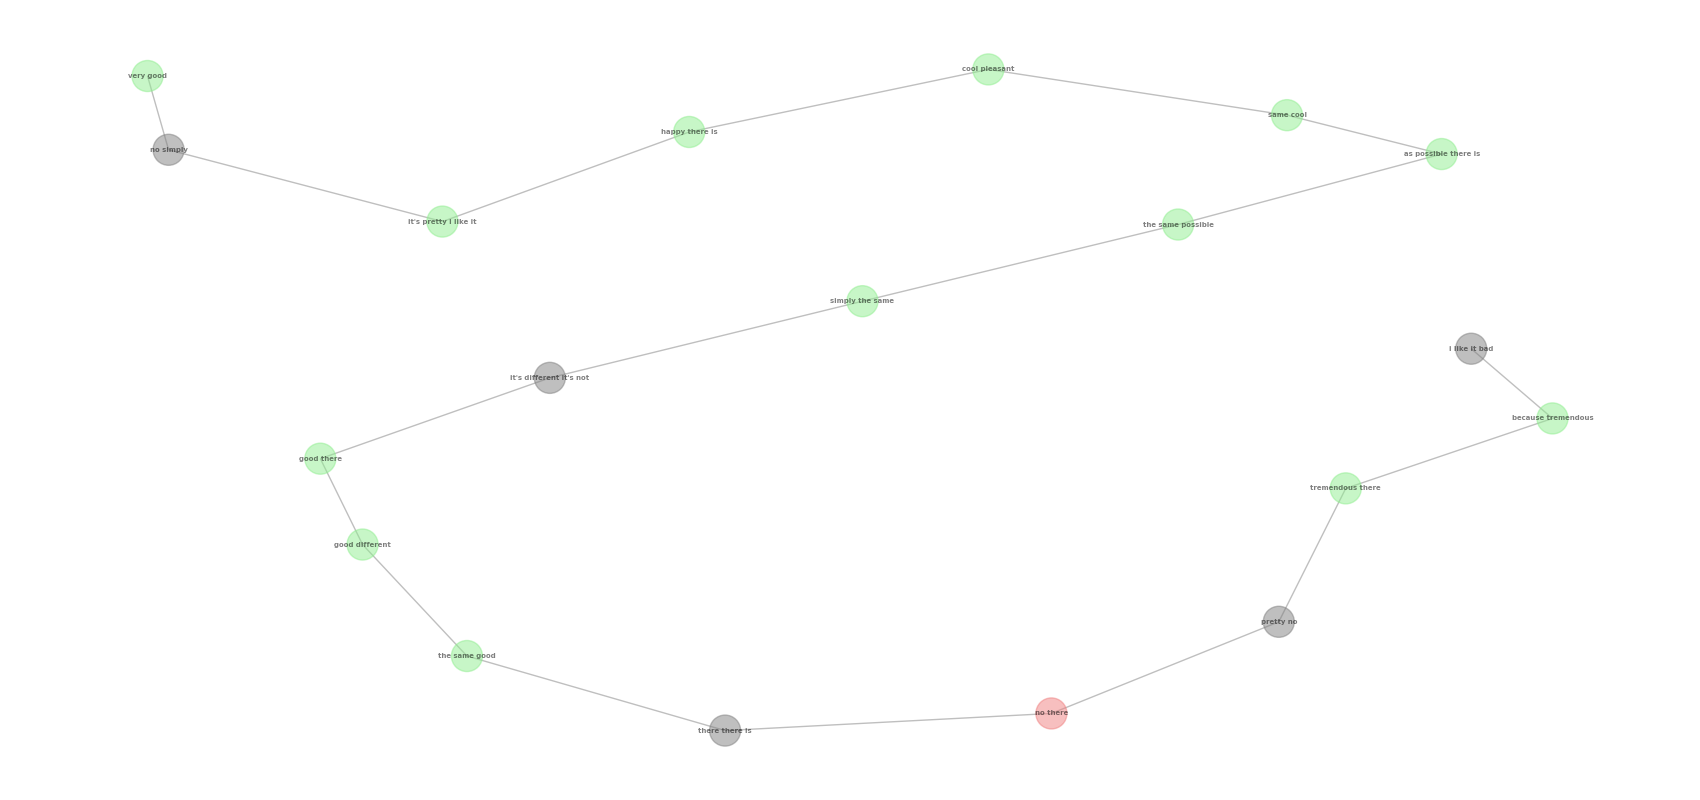 very good
no simply
it's pretty i like it
happy there is
cool pleasant
same cool
as possible there is
the same possible
simply the same
it's different it's not
good there
good different
the same good
there there is
no there
pretty no
tremendous there
because tremendous
i like it bad